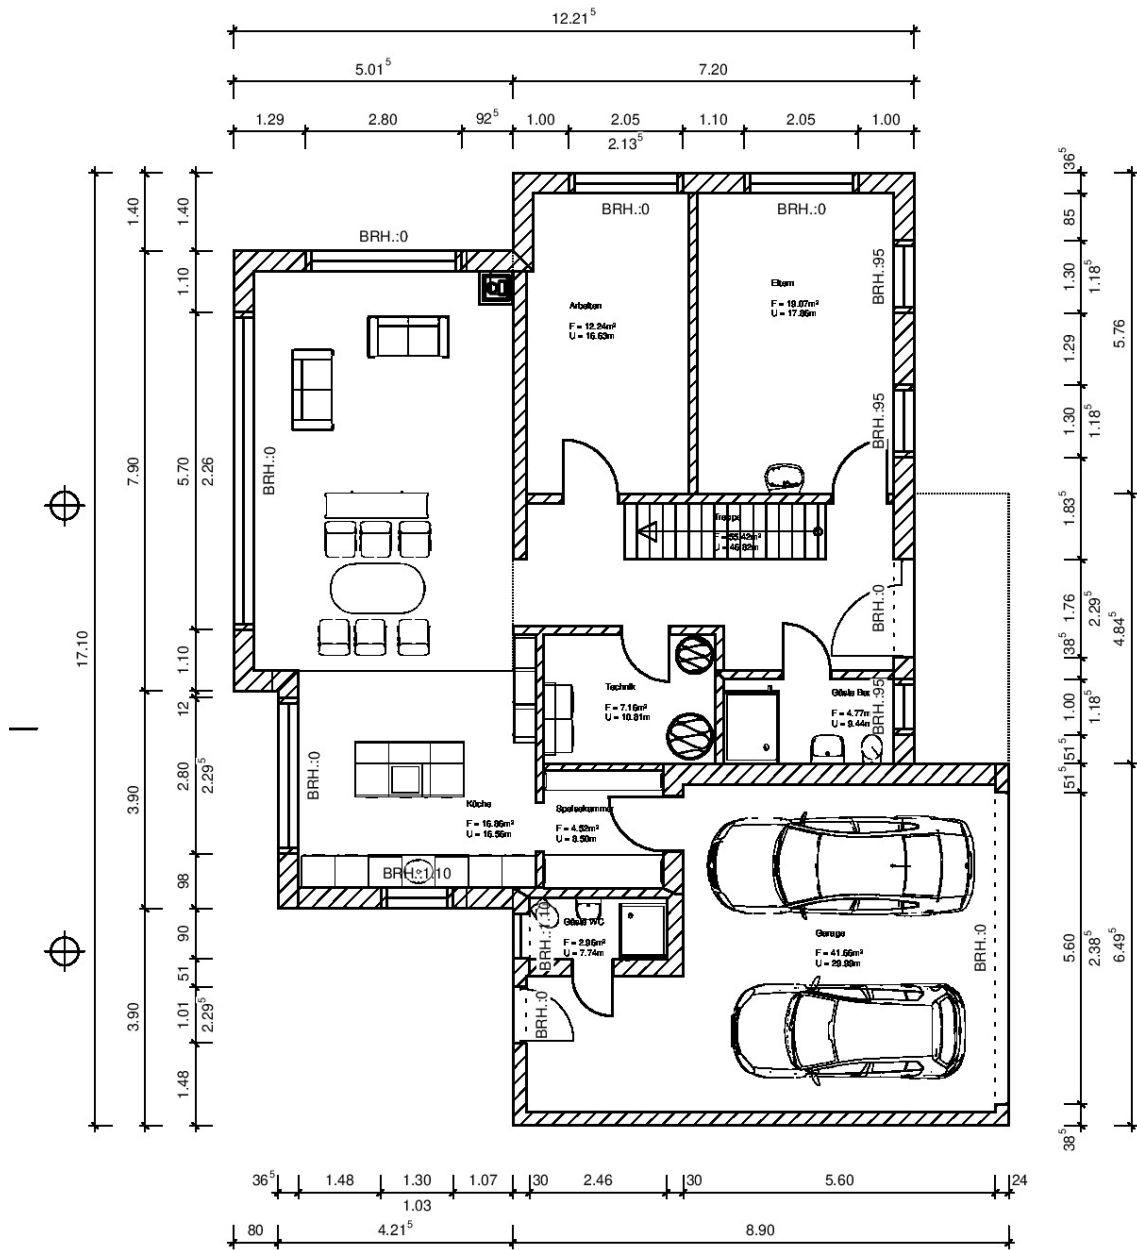 12.21⁵
5.01⁵ 7.20
1.29 2.80 92⁵ 1.00 2.05 1.10 2.05 1.00
2.13⁵
BRH.:0 BRH.:0
BRH.:0
1.40 1.40
1.10
7.90 5.70 2.26
1.10
17.10
12
3.90 2.80 2.29⁵
98
90
51
3.90 1.01 2.29⁵
1.48
BRH.:0
BRH.:0
BRH.:95
BRH.:95
Arbeiten
F = 12.24m²
U = 16.63m
Eltern
F = 19.07m²
U = 17.86m
Treppe
F = 55.42m²
U = 46.82m
BRH.:0
Technik
F = 7.16m²
U = 10.81m
Gäste
F = 4.77m
U = 9.44m
BRH.:95
Küche
F = 16.86m²
U = 16.56m
Speisekammer
F = 4.52m²
U = 8.50m
BRH.:1.10
BRH.:1.10
Gäste WC
F = 2.96m²
U = 7.74m
BRH.:0
Garage
F = 41.66m²
U = 29.99m
BRH.:0
36⁵
85
1.30 1.18⁵
1.29 5.76
1.30 1.18⁵
1.83⁵
1.76 2.29⁵
38⁵ 4.84⁵
1.00 1.18⁵
51⁵ 51⁵
5.60 2.38⁵ 6.49⁵
38⁵
36⁵ 1.48 1.30 1.07 30 2.46 30 5.60 24
1.03
80 4.21⁵ 8.90